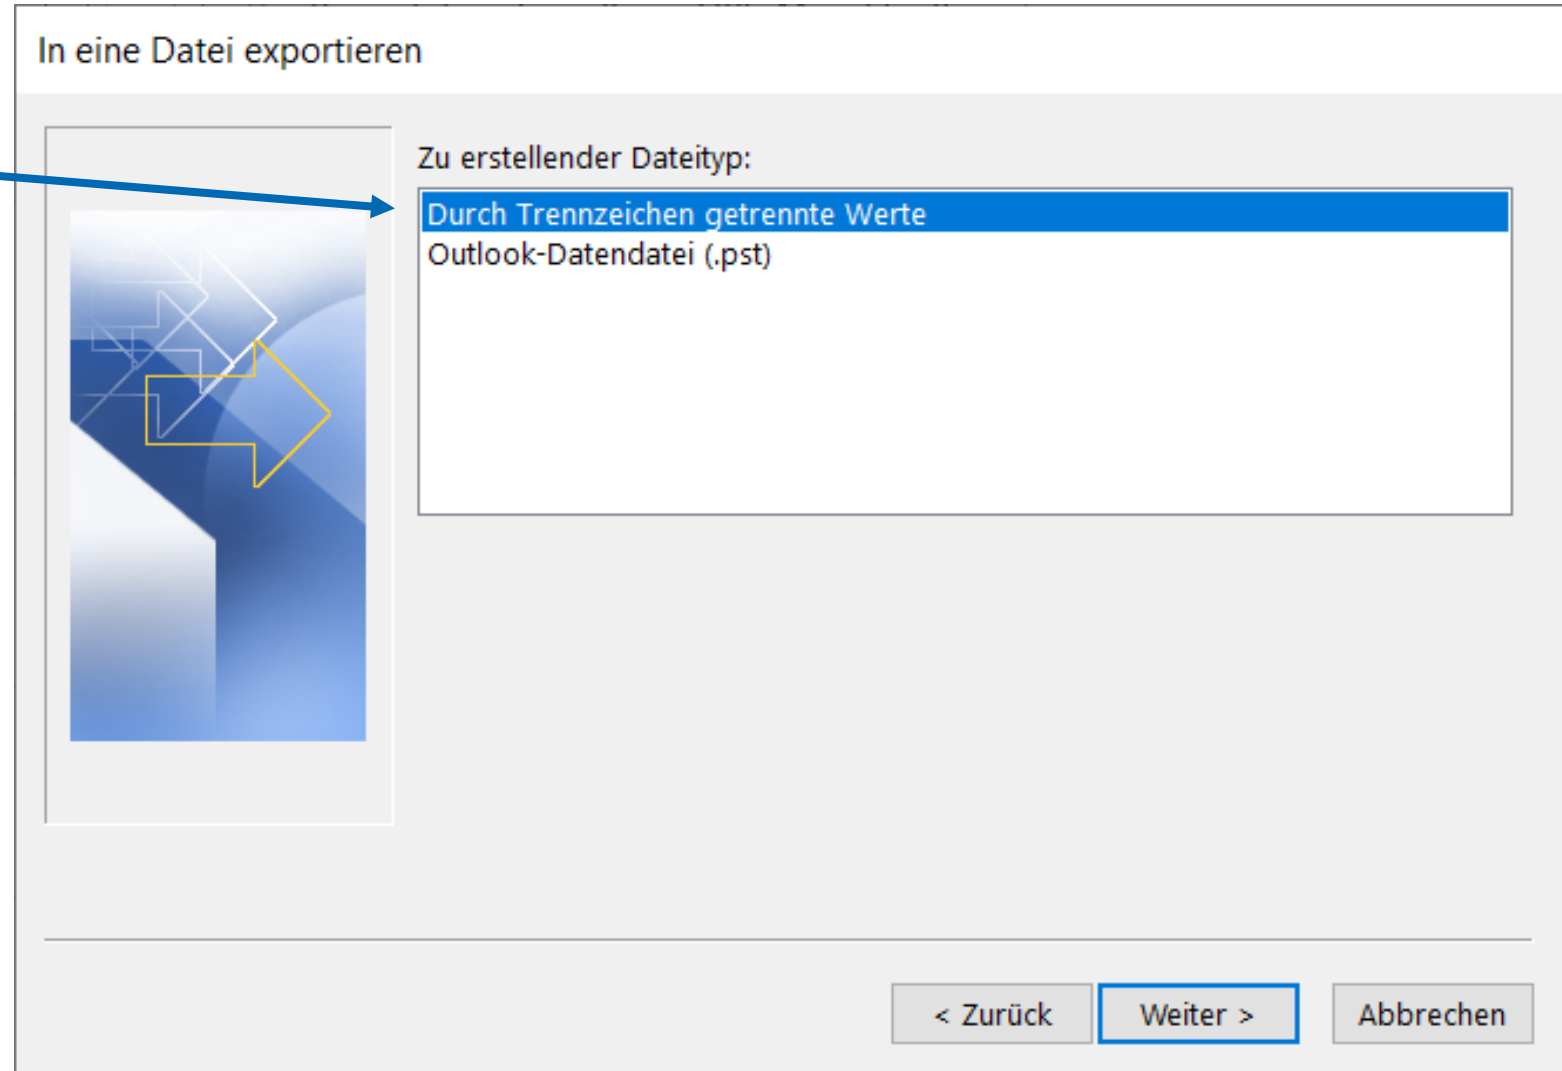 In eine Datei exportieren
Zu erstellender Dateityp:
Durch Trennzeichen getrennte Werte
Outlook-Datendatei (.pst)
< Zurück
Weiter >
Abbrechen